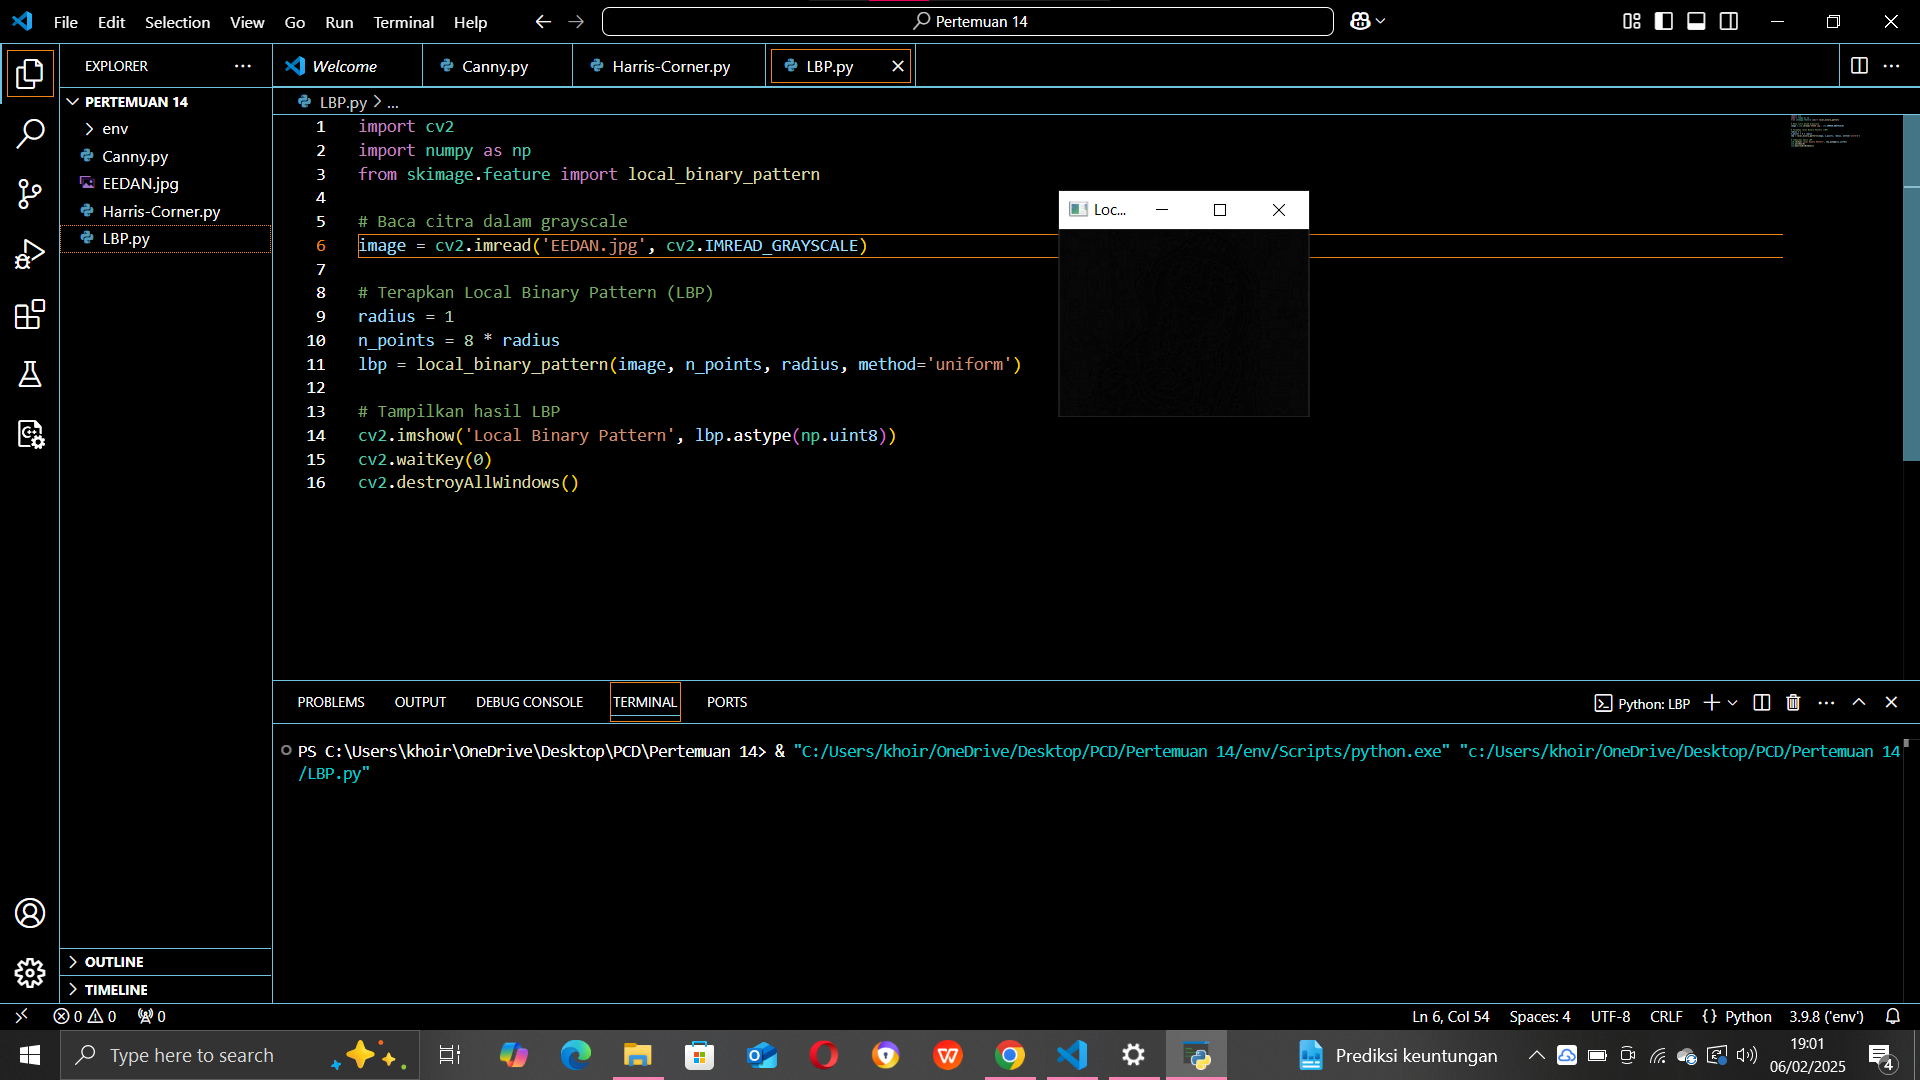 File Edit Selection View Go Run Terminal Help
Pertemuan 14
EXPLORER
Welcome
Canny.py
Harris-Corner.py
LBP.py
PERTEMUAN 14
env
Canny.py
EEDAN.jpg
Harris-Corner.py
LBP.py
LBP.py > ...
1 import cv2
2 import numpy as np
3 from skimage.feature import local_binary_pattern
4
5 # Baca citra dalam grayscale
6 image = cv2.imread('EEDAN.jpg', cv2.IMREAD_GRAYSCALE)
7
8 # Terapkan Local Binary Pattern (LBP)
9 radius = 1
10 n_points = 8 * radius
11 lbp = local_binary_pattern(image, n_points, radius, method='uniform')
12
13 # Tampilkan hasil LBP
14 cv2.imshow('Local Binary Pattern', lbp.astype(np.uint8))
15 cv2.waitKey(0)
16 cv2.destroyAllWindows()
Loc...
PROBLEMS OUTPUT DEBUG CONSOLE TERMINAL PORTS
Python: LBP
PS C:\Users\khoir\OneDrive\Desktop\PCD\Pertemuan 14> & "C:/Users/khoir/OneDrive/Desktop/PCD/Pertemuan 14/env/Scripts/python.exe" "c:/Users/khoir/OneDrive/Desktop/PCD/Pertemuan 14
/LBP.py"
OUTLINE
TIMELINE
0 0 0
Ln 6, Col 54 Spaces: 4 UTF-8 CRLF {} Python 3.9.8 ('env')
Type here to search
Prediksi keuntungan
19:01
06/02/2025
4